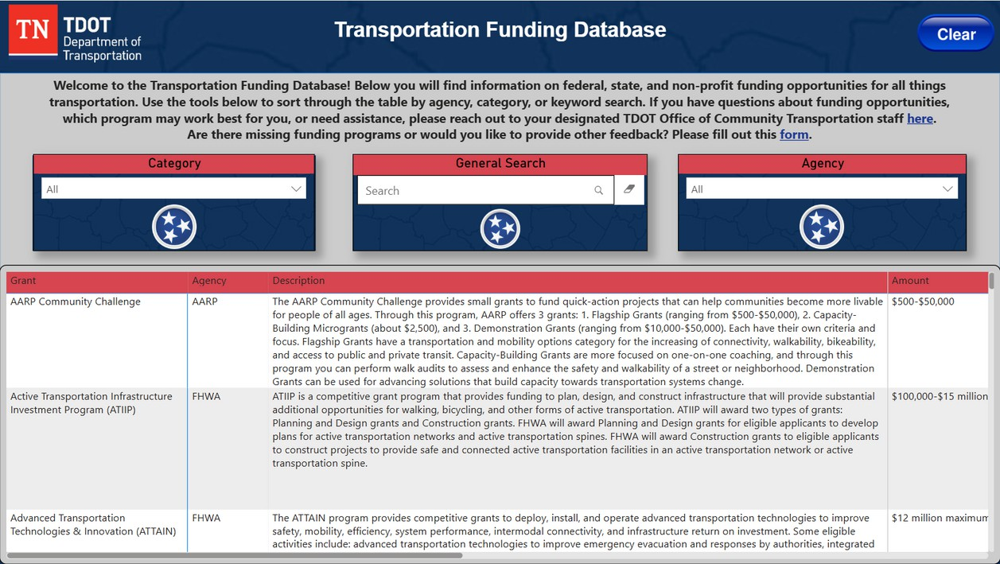 TN
TDOT
Department of
Transportation
Transportation Funding Database
Clear
Welcome to the Transportation Funding Database! Below you will find information on federal, state, and non-profit funding opportunities for all things
transportation. Use the tools below to sort through the table by agency, category, or keyword search. If you have questions about funding opportunities,
which program may work best for you, or need assistance, please reach out to your designated TDOT Office of Community Transportation staff here.
Are there missing funding programs or would you like to provide other feedback? Please fill out this form.
Category
All
General Search
Search
Agency
All
Grant Agency Description Amount
AARP Community Challenge
AARP
The AARP Community Challenge provides small grants to fund quick-action projects that can help communities become more livable
for people of all ages. Through this program, AARP offers 3 grants: 1. Flagship Grants (ranging from $500-$50,000), 2. Capacity-
Building Microgrants (about $2,500), and 3. Demonstration Grants (ranging from $10,000-$50,000). Each have their own criteria and
focus. Flagship Grants have a transportation and mobility options category for the increasing of connectivity, walkability, bikeability,
and access to public and private transit. Capacity-Building Grants are more focused on one-on-one coaching, and through this
program you can perform walk audits to assess and enhance the safety and walkability of a street or neighborhood. Demonstration
Grants can be used for advancing solutions that build capacity towards transportation systems change.
$500-$50,000
Active Transportation Infrastructure
Investment Program (ATIIP)
FHWA
ATIIP is a competitive grant program that provides funding to plan, design, and construct infrastructure that will provide substantial
additional opportunities for walking, bicycling, and other forms of active transportation. ATIIP will award two types of grants:
Planning and Design grants and Construction grants. FHWA will award Planning and Design grants for eligible applicants to develop
plans for active transportation networks and active transportation spines. FHWA will award Construction grants to eligible applicants
to construct projects to provide safe and connected active transportation facilities in an active transportation network or active
transportation spine.
$100,000-$15 million
Advanced Transportation
Technologies & Innovation (ATTAIN)
FHWA
The ATTAIN program provides competitive grants to deploy, install, and operate advanced transportation technologies to improve
safety, mobility, efficiency, system performance, intermodal connectivity, and infrastructure return on investment. Some eligible
activities include: advanced transportation technologies to improve emergency evacuation and responses by authorities, integrated
$12 million maximum